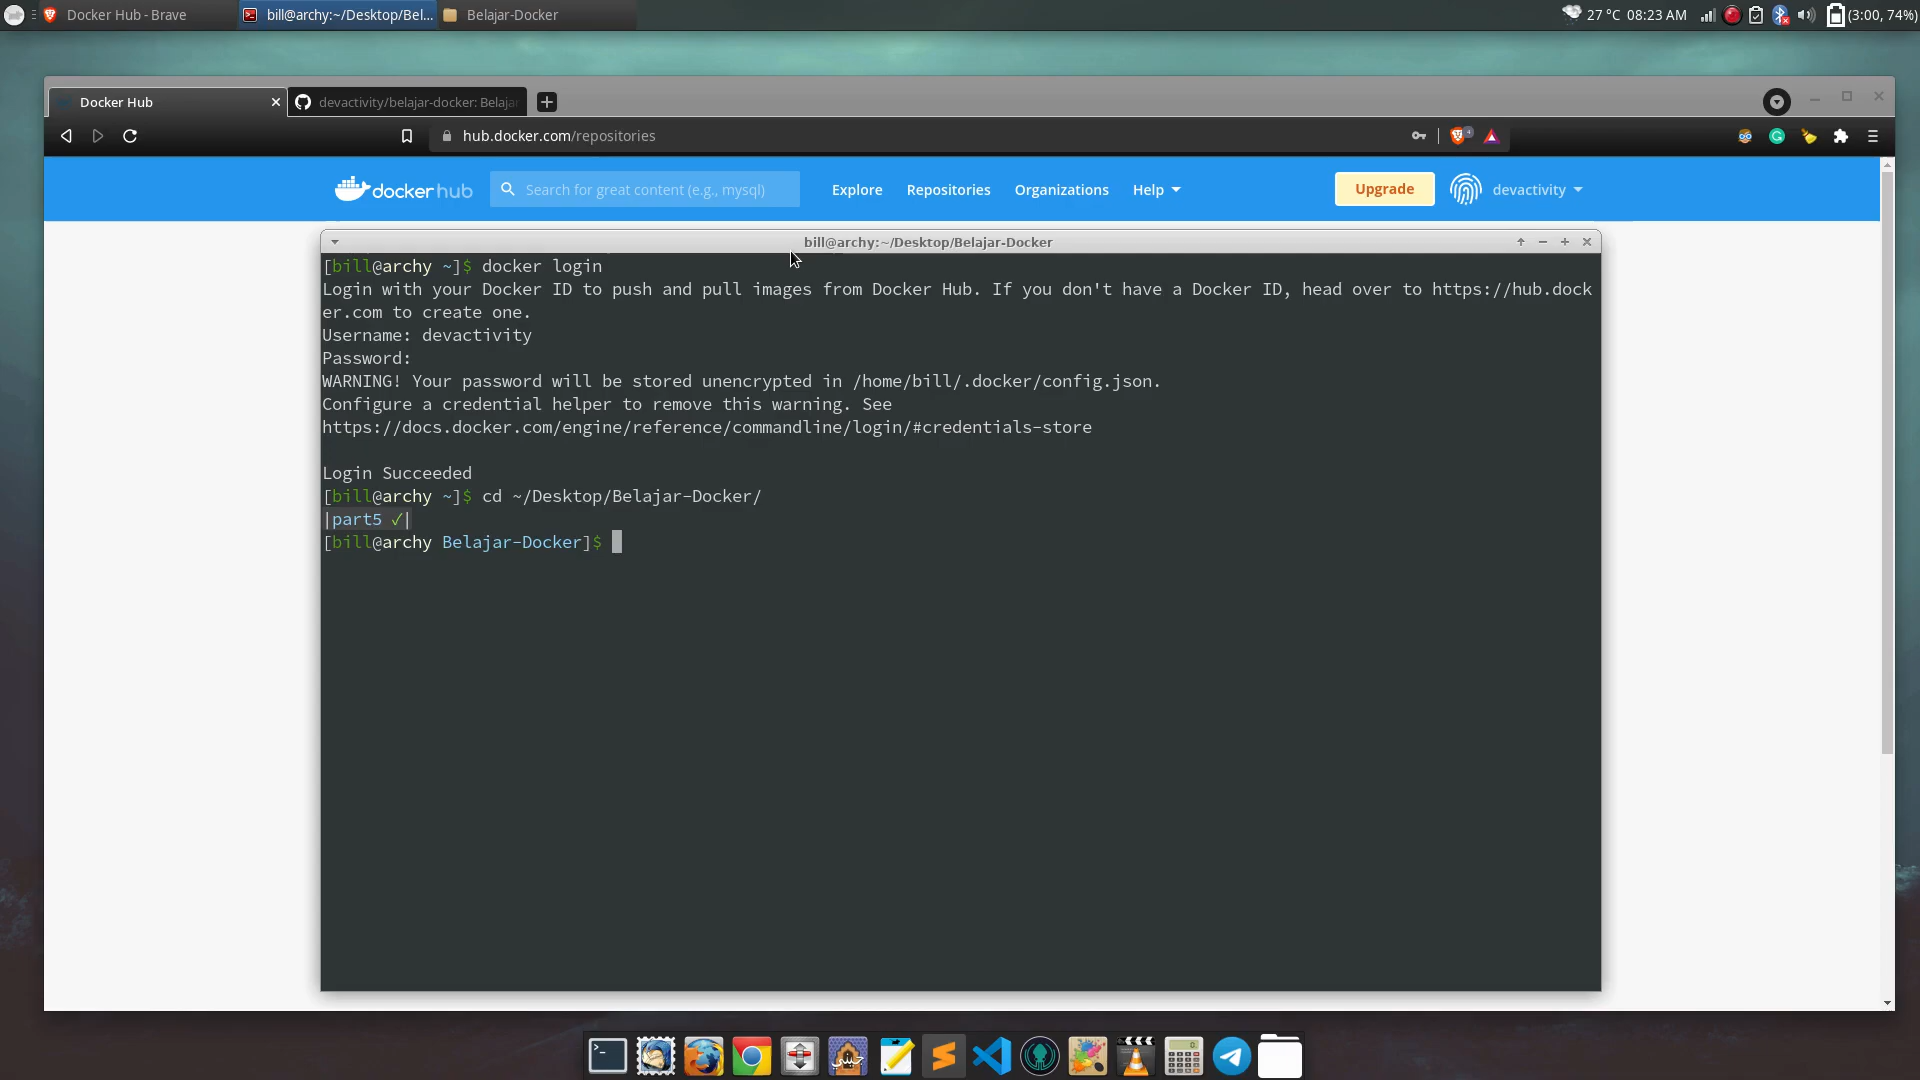 Docker Hub - Brave
bill@archy:~/Desktop/Bel...
Belajar-Docker
27 °C 08:23 AM
(3:00, 74%)
Docker Hub
devactivity/belajar-docker: Belajar
hub.docker.com/repositories
4
docker hub
Search for great content (e.g., mysql)
Explore
Repositories
Organizations
Help
Upgrade
devactivity
bill@archy:~/Desktop/Belajar-Docker
[bill@archy ~]$ docker login
Login with your Docker ID to push and pull images from Docker Hub. If you don't have a Docker ID, head over to https://hub.dock
er.com to create one.
Username: devactivity
Password:
WARNING! Your password will be stored unencrypted in /home/bill/.docker/config.json.
Configure a credential helper to remove this warning. See
https://docs.docker.com/engine/reference/commandline/login/#credentials-store
Login Succeeded
[bill@archy ~]$ cd ~/Desktop/Belajar-Docker/
|part5 ✓|
[bill@archy Belajar-Docker]$